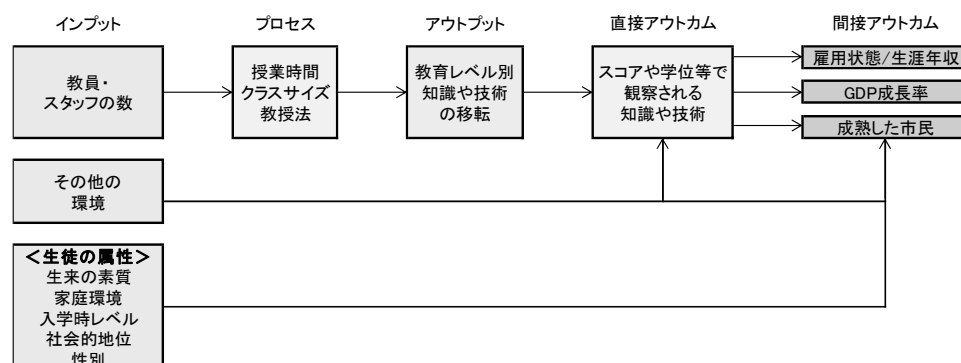 インプット
プロセス
アウトプット
直接アウトカム
間接アウトカム
教員・
スタッフの数
授業時間
クラスサイズ
教授法
教育レベル別
知識や技術
の移転
スコアや学位等で
観察される
知識や技術
雇用状態/生涯年収
GDP成長率
成熟した市民
その他の
環境
＜生徒の属性＞
生来の素質
家庭環境
入学時レベル
社会的地位
性別